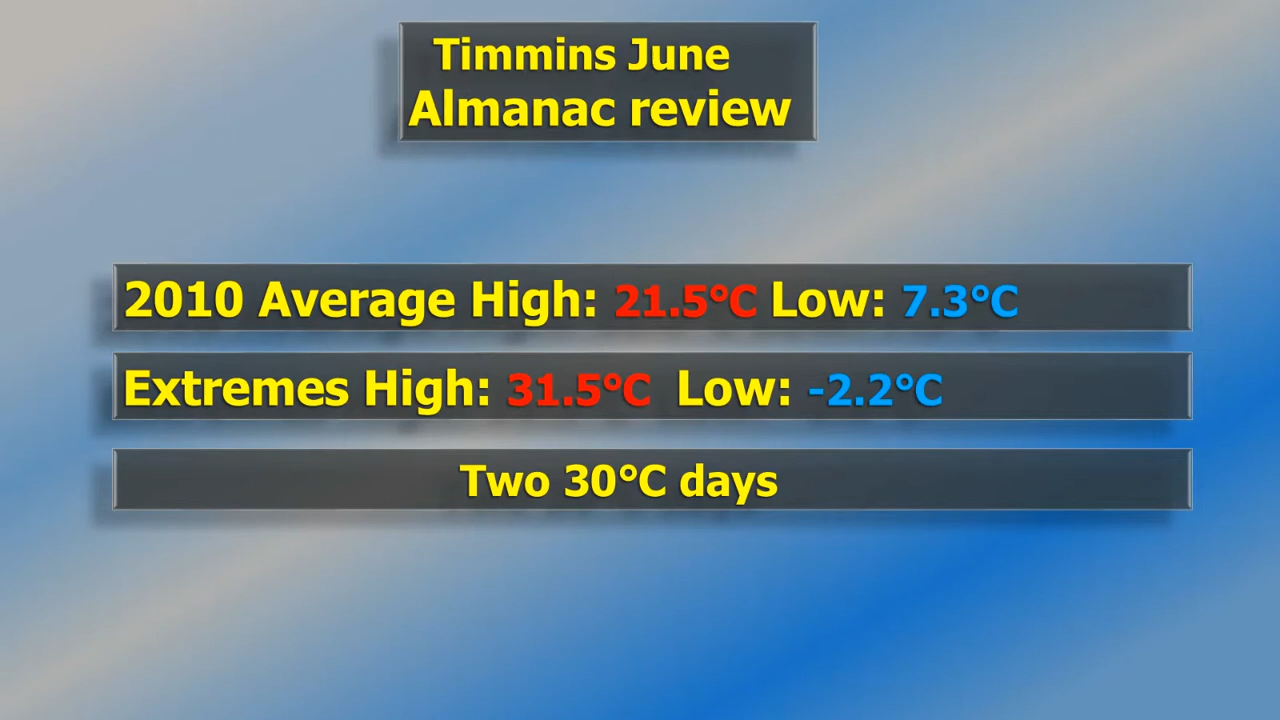 Timmins June
Almanac review
2010 Average High: 21.5°C Low: 7.3°C
Extremes High: 31.5°C Low: -2.2°C
Two 30°C days